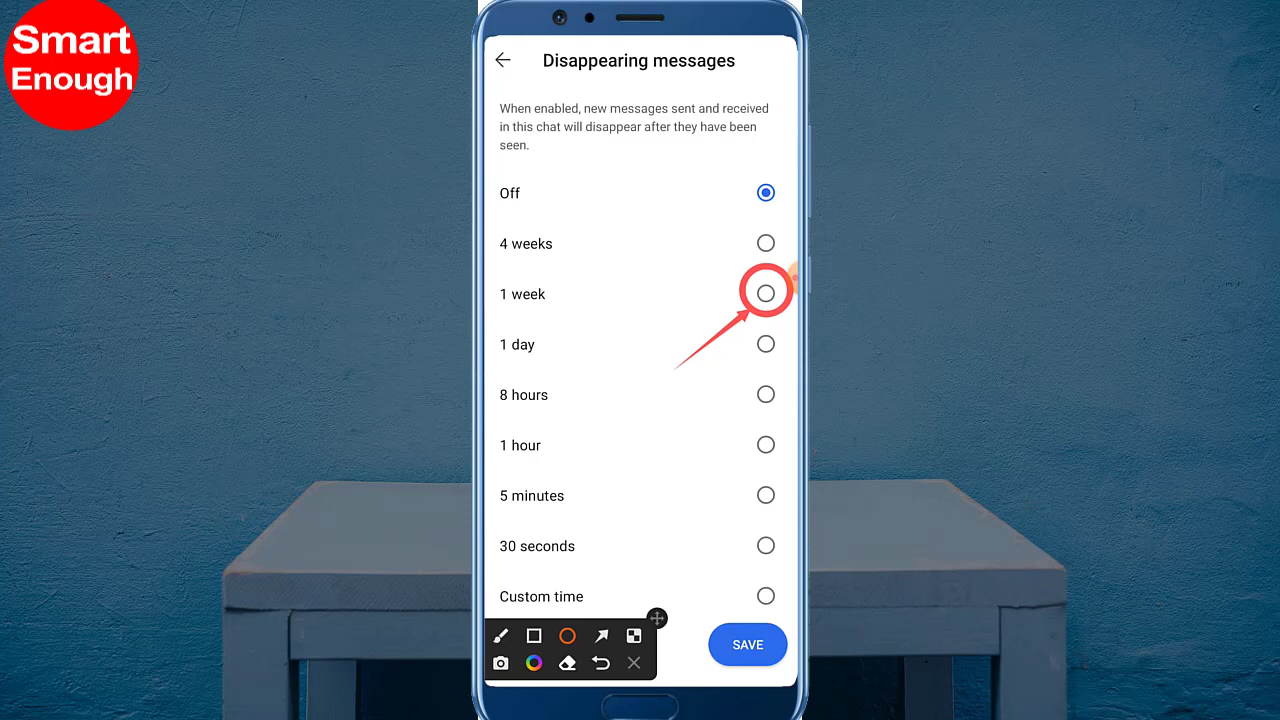 Smart
Enough
Disappearing messages
When enabled, new messages sent and received
in this chat will disappear after they have been
seen.
Off
4 weeks
1 week
1 day
8 hours
1 hour
5 minutes
30 seconds
Custom time
SAVE